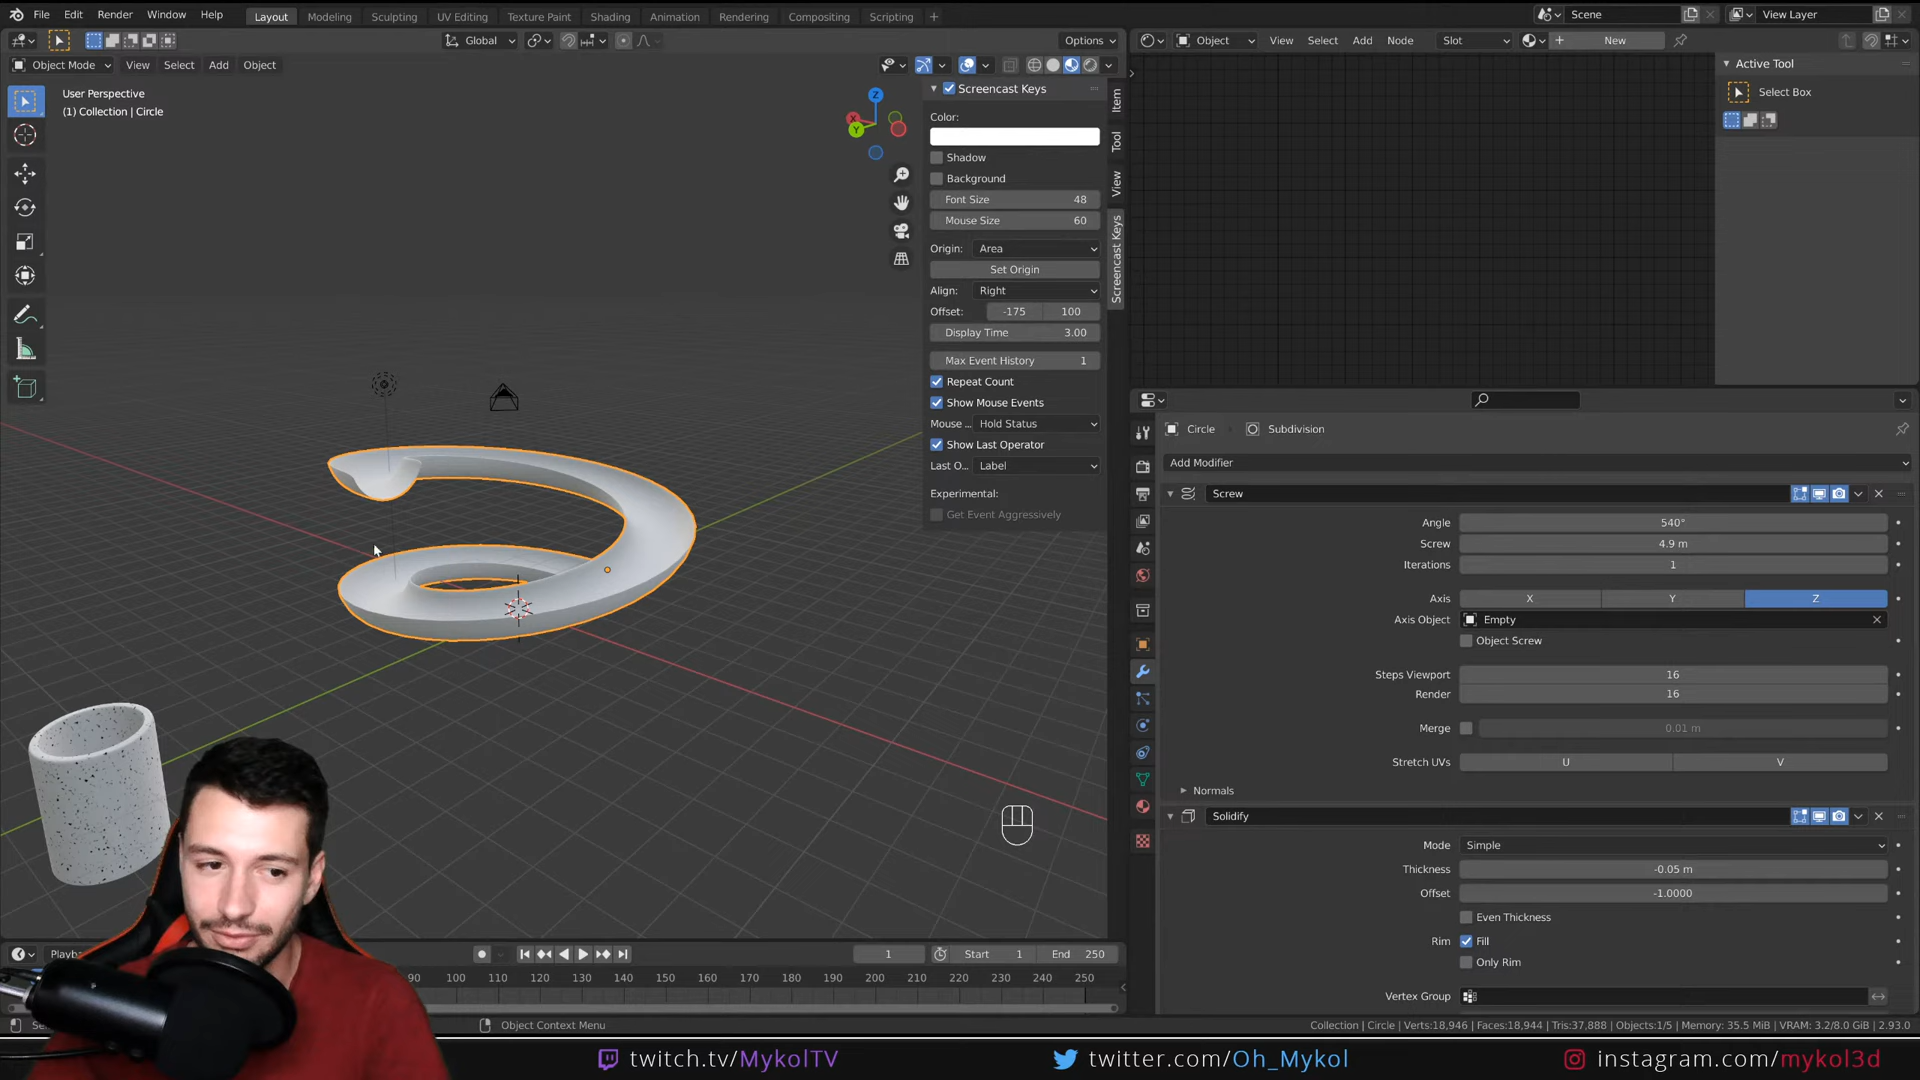 File Edit Render Window Help Layout Modeling Sculpting UV Editing Texture Paint Shading Animation Rendering Compositing Scripting + Scene View Layer
Global Options Object View Select Add Node Slot New
Object Mode View Select Add Object
User Perspective
(1) Collection | Circle
Z
X
Y
Screencast Keys
Color:
Shadow
Background
Font Size 48
Mouse Size 60
Origin: Area
Set Origin
Align: Right
Offset: -175 100
Display Time 3.00
Max Event History 1
Repeat Count
Show Mouse Events
Mouse ... Hold Status
Show Last Operator
Last O... Label
Experimental:
Get Event Aggressively
Item
Tool
View
Screencast Keys
Active Tool
Select Box
Circle Subdivision
Add Modifier
Screw
Angle 540°
Screw 4.9 m
Iterations 1
Axis X Y Z
Axis Object Empty
Object Screw
Steps Viewport 16
Render 16
Merge 0.01 m
Stretch UVs U V
Normals
Solidify
Mode Simple
Thickness -0.05 m
Offset -1.0000
Even Thickness
Rim Fill
Only Rim
Vertex Group
1 Start 1 End 250
90 100 110 120 130 140 150 160 170 180 190 200 210 220 230 240 250
Object Context Menu
Collection | Circle | Verts:18,946 | Faces:18,944 | Tris:37,888 | Objects:1/5 | Memory: 35.5 MiB | VRAM: 3.2/8.0 GiB | 2.93.0
twitch.tv/MykolTV twitter.com/Oh_Mykol instagram.com/mykol3d